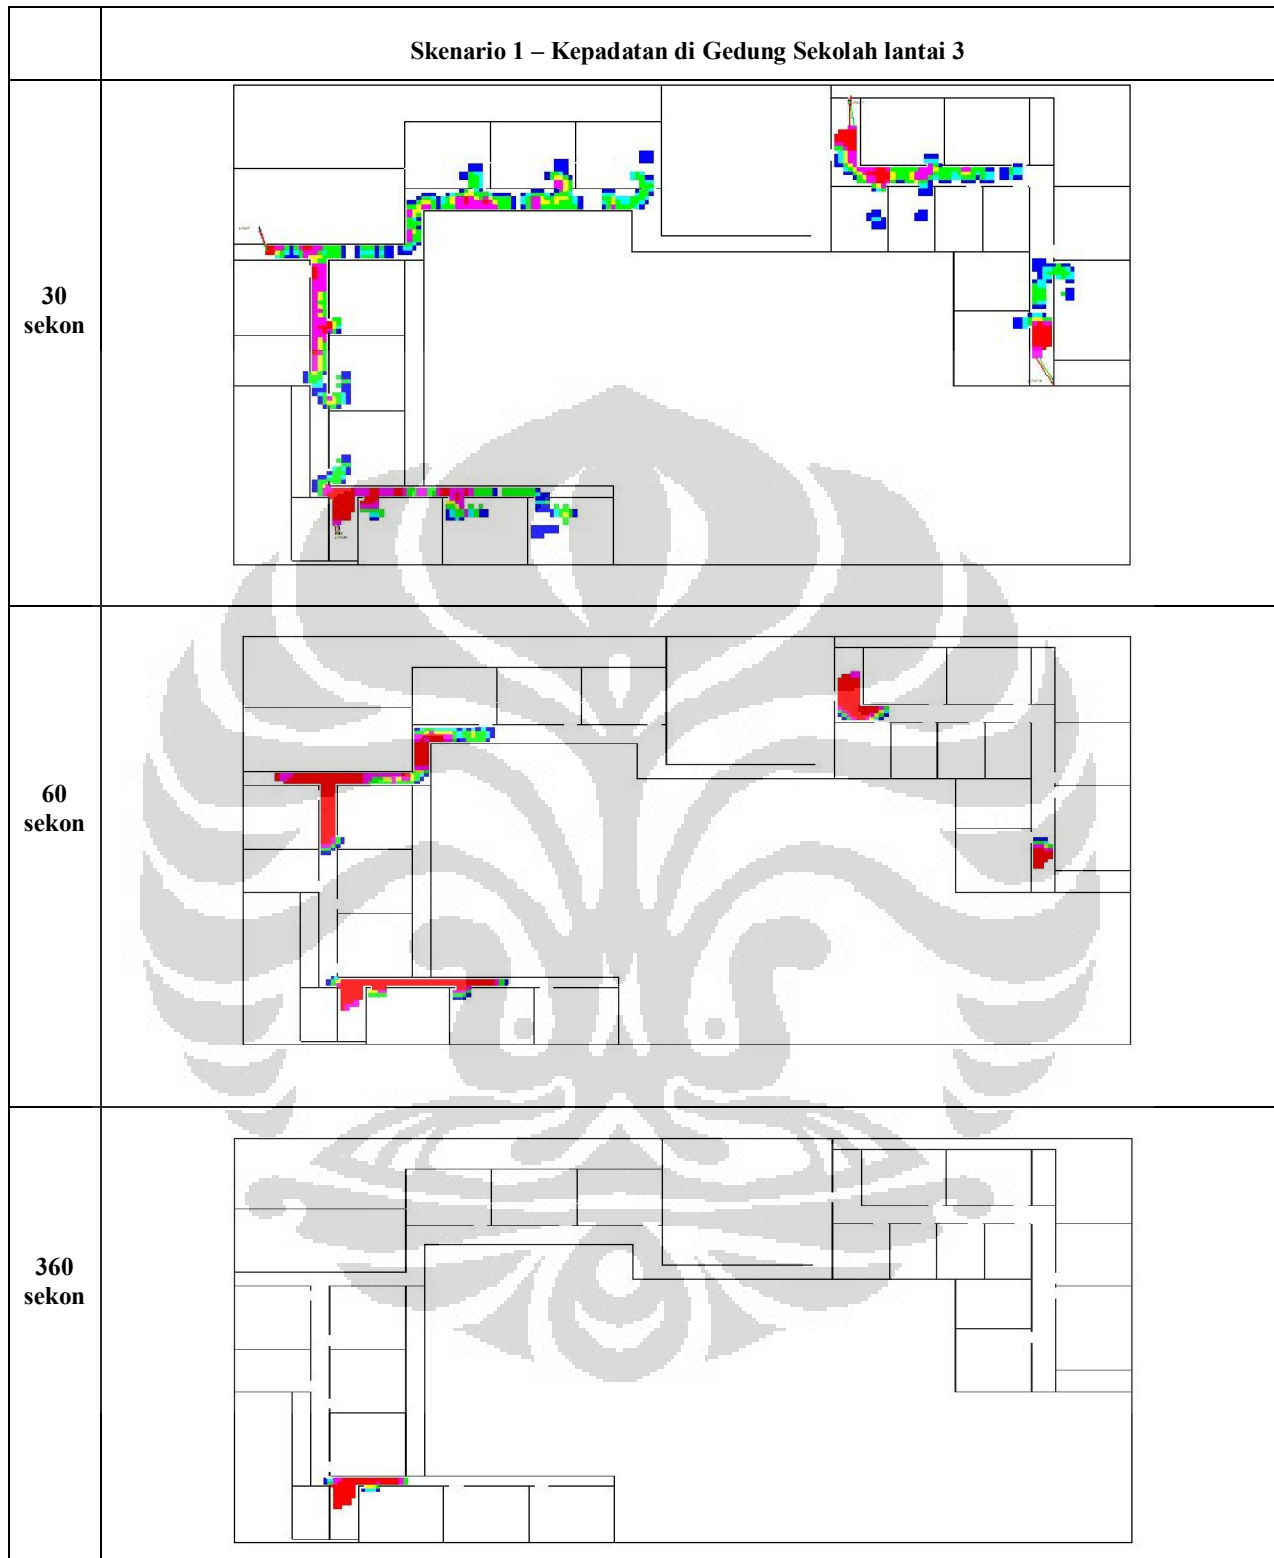 Skenario 1 – Kepadatan di Gedung Sekolah lantai 3
30
sekon
60
sekon
360
sekon